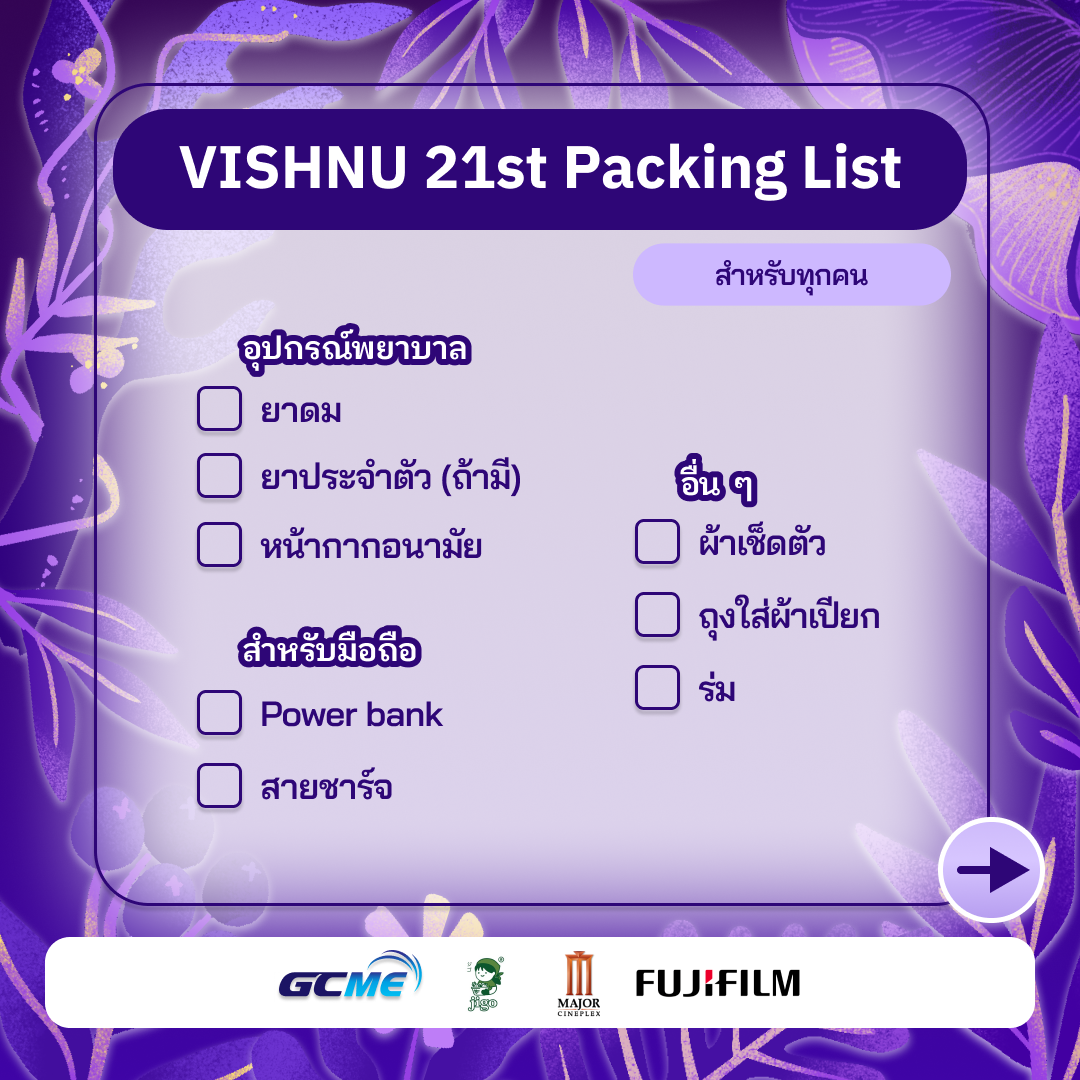 VISHNU 21st Packing List
สำหรับทุกคน
อุปกรณ์พยาบาล
ยาดม
ยาประจำตัว (ถ้ามี)
หน้ากากอนามัย
สำหรับมือถือ
Power bank
สายชาร์จ
อื่น ๆ
ผ้าเช็ดตัว
ถุงใส่ผ้าเปียก
ร่ม
GCME
jigo
MAJOR
CINEPLEX
FUJIFILM